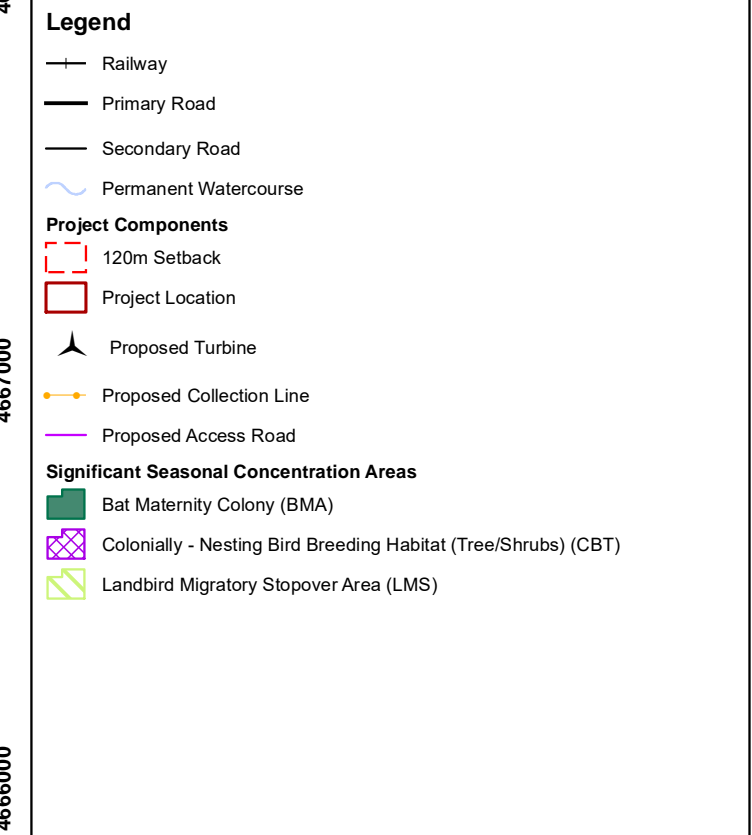 Legend
Railway
Primary Road
Secondary Road
Permanent Watercourse
Project Components
120m Setback
Project Location
Proposed Turbine
Proposed Collection Line
Proposed Access Road
Significant Seasonal Concentration Areas
Bat Maternity Colony (BMA)
Colonially - Nesting Bird Breeding Habitat (Tree/Shrubs) (CBT)
Landbird Migratory Stopover Area (LMS)
4667000
4666000